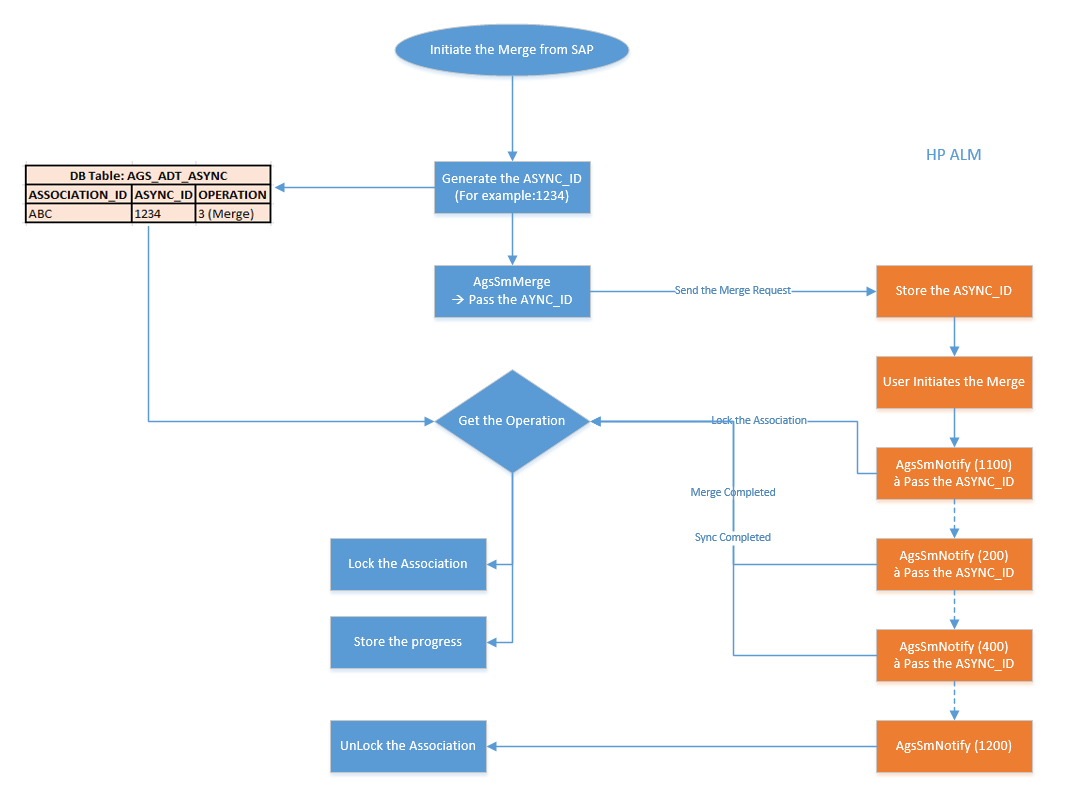 Initiate the Merge from SAP
HP ALM
Generate the ASYNC_ID
(For example:1234)
DB Table: AGS_ADT_ASYNC
ASSOCIATION_ID ASYNC_ID OPERATION
ABC 1234 3 (Merge)
AgsSmMerge
→ Pass the AYNC_ID
Send the Merge Request
Store the ASYNC_ID
User Initiates the Merge
Get the Operation
Lock the Association
AgsSmNotify (1100)
à Pass the ASYNC_ID
Merge Completed
Sync Completed
AgsSmNotify (200)
à Pass the ASYNC_ID
Lock the Association
Store the progress
AgsSmNotify (400)
à Pass the ASYNC_ID
UnLock the Association
AgsSmNotify (1200)